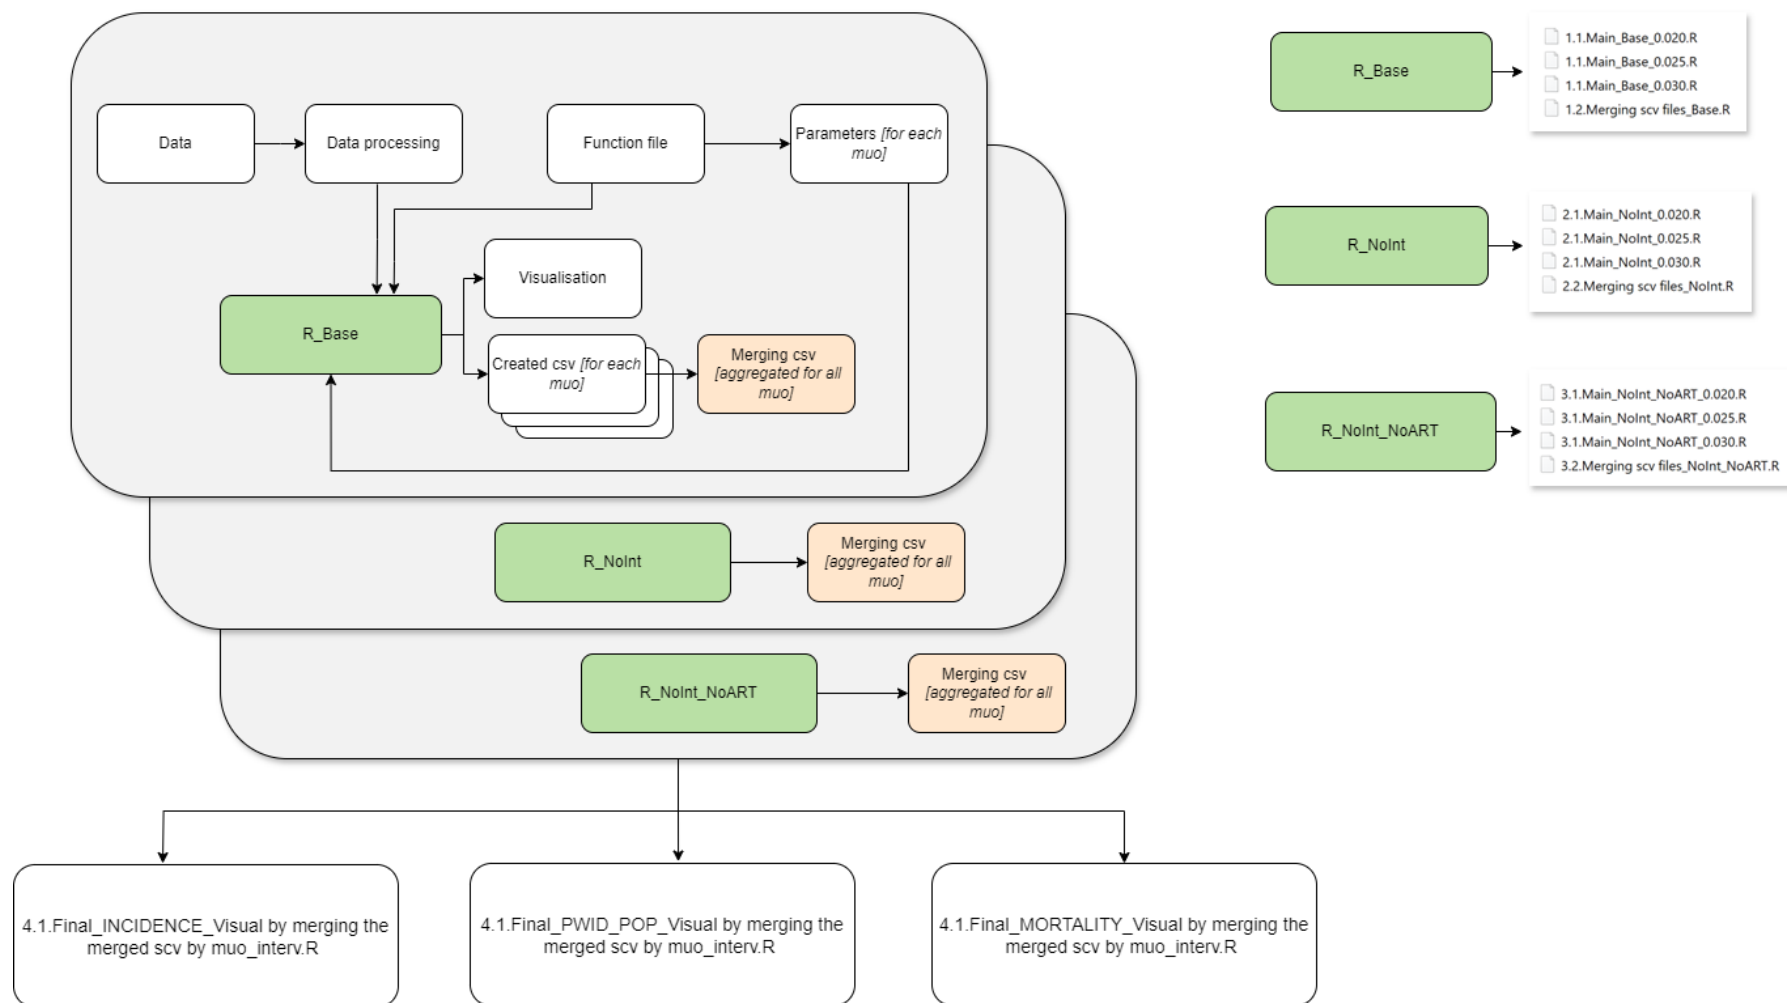 Data
Data processing
Function file
Parameters [for each
muo]
Visualisation
R_Base
Created csv [for each
muo]
Merging csv
[aggregated for all
muo]
R_NoInt
Merging csv
[aggregated for all
muo]
R_NoInt_NoART
Merging csv
[aggregated for all
muo]
4.1.Final_INCIDENCE_Visual by merging the
merged scv by muo_interv.R
4.1.Final_PWID_POP_Visual by merging the
merged scv by muo_interv.R
4.1.Final_MORTALITY_Visual by merging the
merged scv by muo_interv.R
R_Base
1.1.Main_Base_0.020.R
1.1.Main_Base_0.025.R
1.1.Main_Base_0.030.R
1.2.Merging scv files_Base.R
R_NoInt
2.1.Main_NoInt_0.020.R
2.1.Main_NoInt_0.025.R
2.1.Main_NoInt_0.030.R
2.2.Merging scv files_NoInt.R
R_NoInt_NoART
3.1.Main_NoInt_NoART_0.020.R
3.1.Main_NoInt_NoART_0.025.R
3.1.Main_NoInt_NoART_0.030.R
3.2.Merging scv files_NoInt_NoART.R